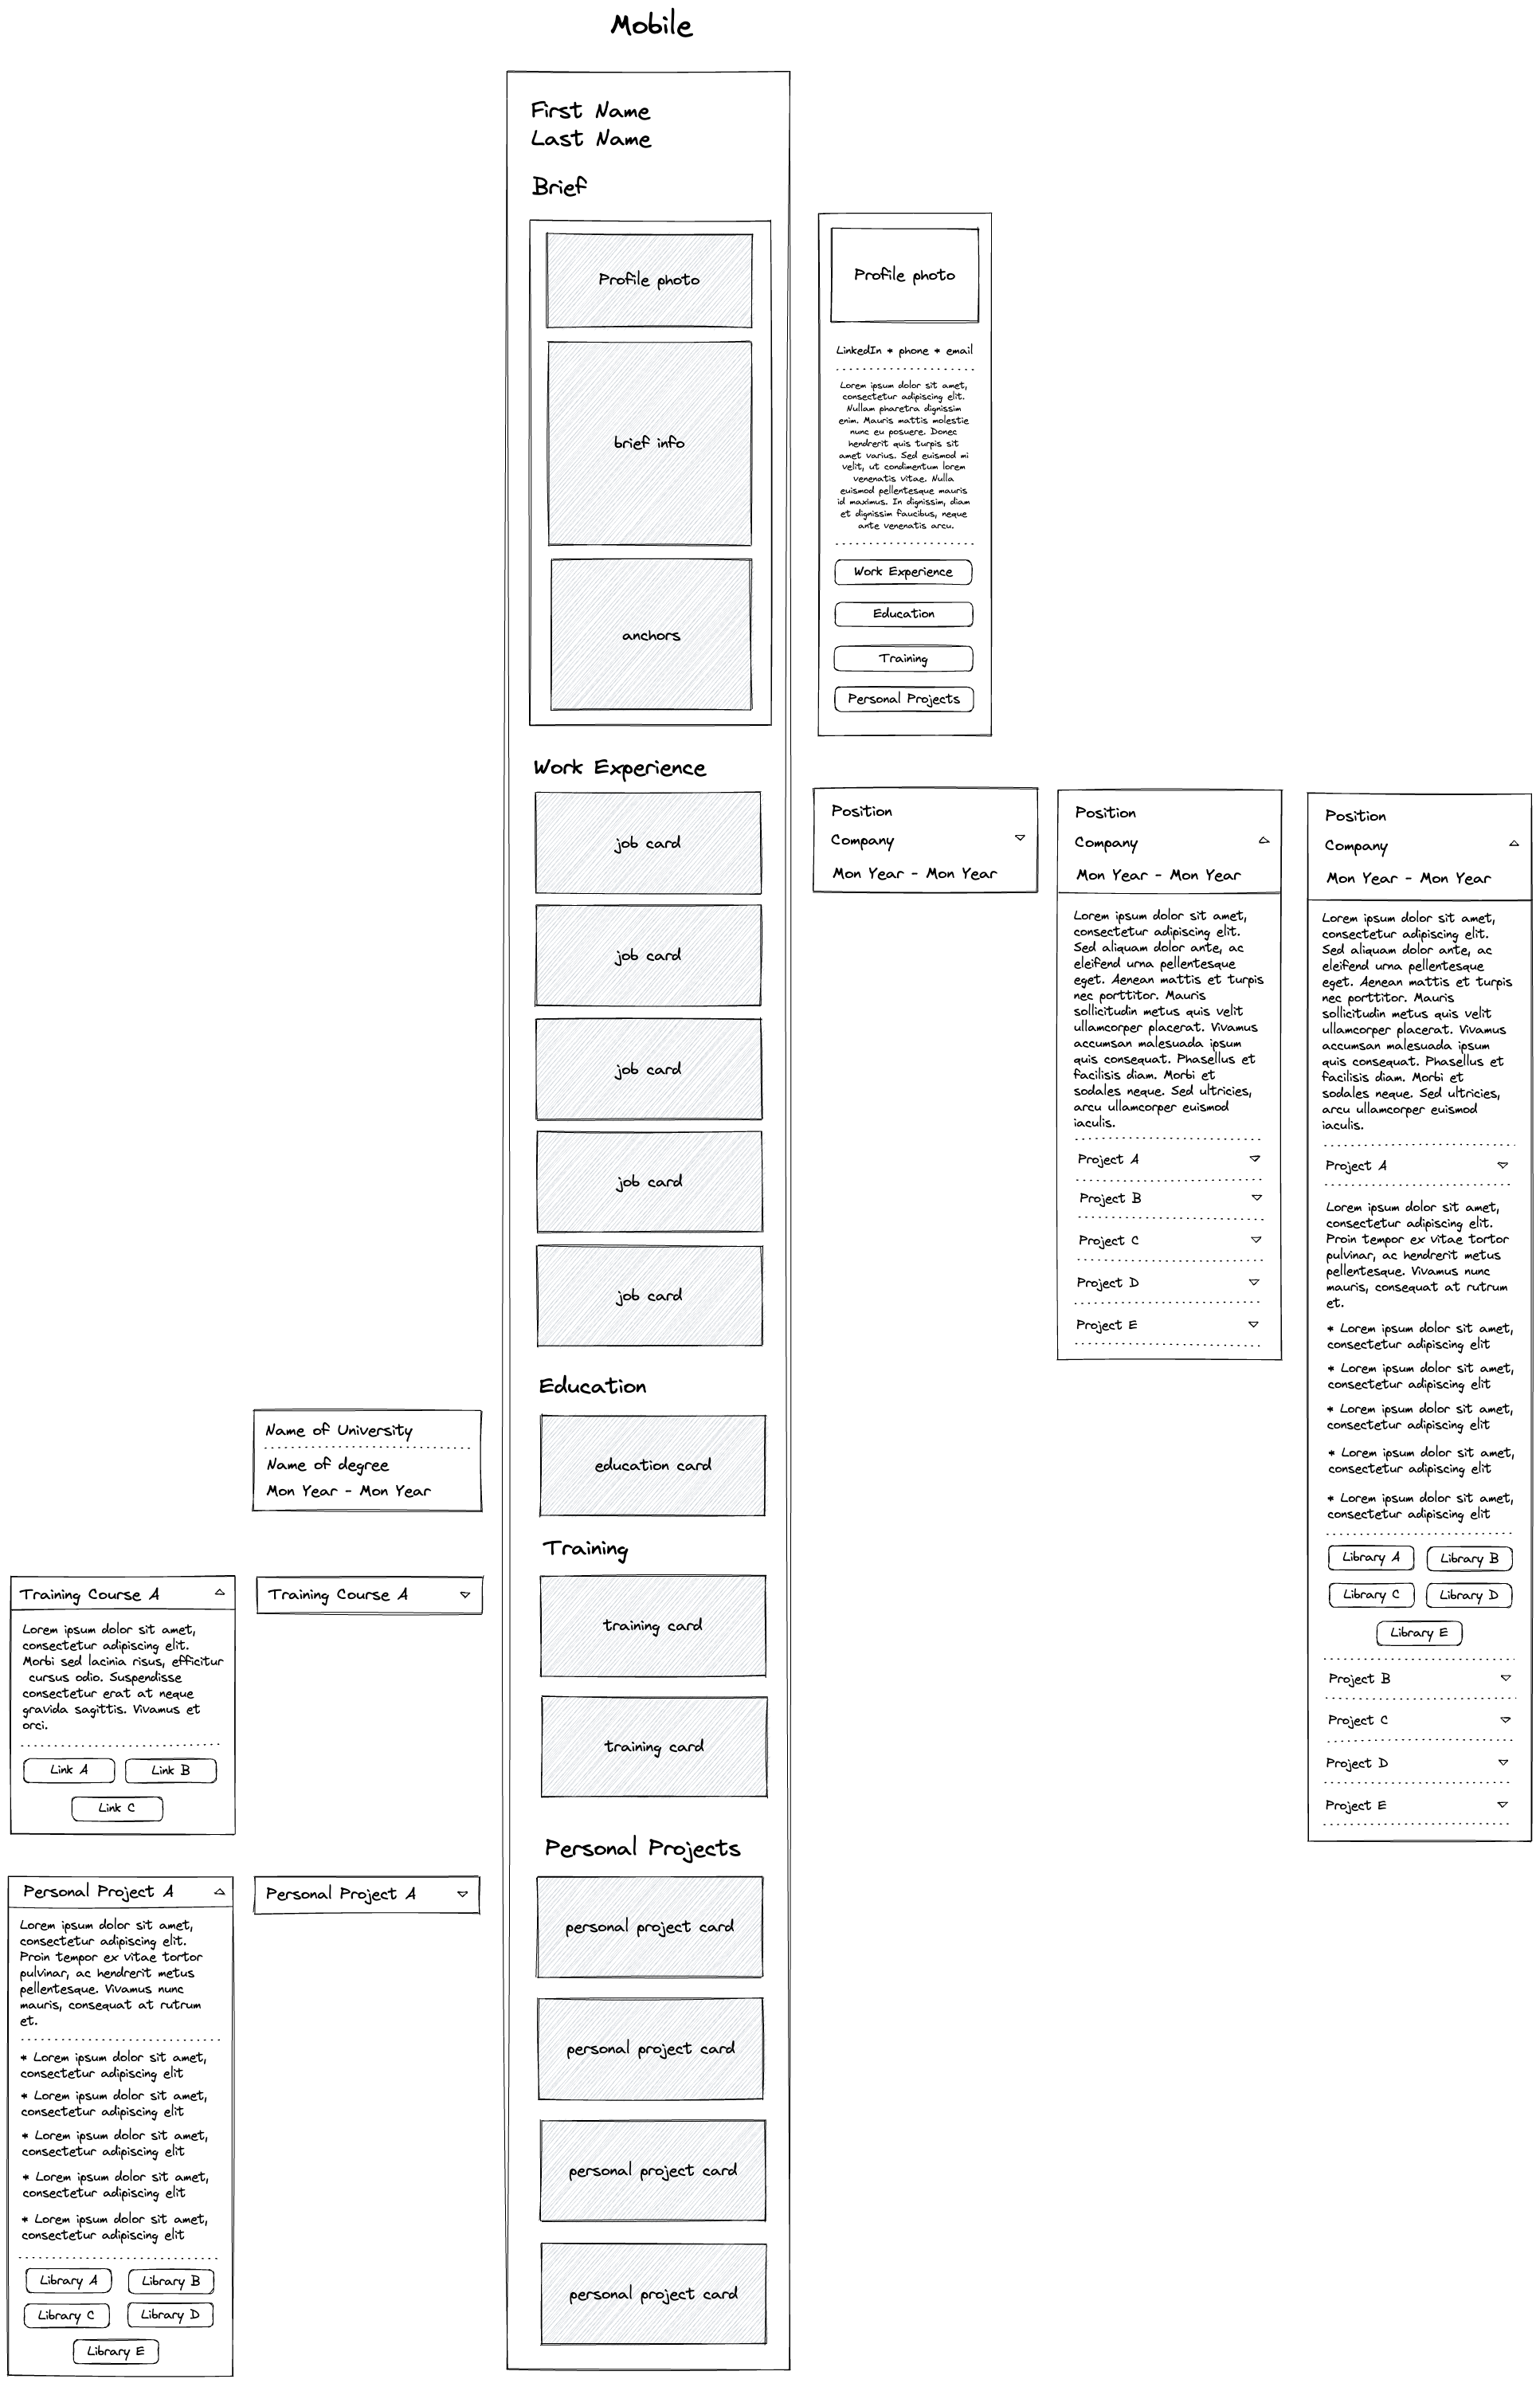 Mobile
First Name
Last Name
Brief
Profile photo
brief info
anchors
Profile photo
LinkedIn * phone * email
Lorem ipsum dolor sit amet,
consectetur adipiscing elit.
Nullam pharetra dignissim
enim. Mauris mattis molestie
nunc eu posuere. Donec
hendrerit quis turpis sit
amet varius. Sed euismod mi
velit, ut condimentum lorem
venenatis vitae. Nulla
euismod pellentesque mauris
id maximus. In dignissim, diam
et dignissim faucibus, neque
ante venenatis arcu.
Work Experience
Education
Training
Personal Projects
Work Experience
job card
job card
job card
job card
job card
Position
Company
Mon Year - Mon Year
Position
Company
Mon Year - Mon Year
Lorem ipsum dolor sit amet,
consectetur adipiscing elit.
Sed aliquam dolor ante, ac
eleifend urna pellentesque
eget. Aenean mattis et turpis
nec porttitor. Mauris
sollicitudin metus quis velit
ullamcorper placerat. Vivamus
accumsan malesuada ipsum
quis consequat. Phasellus et
facilisis diam. Morbi et
sodales neque. Sed ultricies,
arcu ullamcorper euismod
iaculis.
Project A
Project B
Project C
Project D
Project E
Position
Company
Mon Year - Mon Year
Lorem ipsum dolor sit amet,
consectetur adipiscing elit.
Sed aliquam dolor ante, ac
eleifend urna pellentesque
eget. Aenean mattis et turpis
nec porttitor. Mauris
sollicitudin metus quis velit
ullamcorper placerat. Vivamus
accumsan malesuada ipsum
quis consequat. Phasellus et
facilisis diam. Morbi et
sodales neque. Sed ultricies,
arcu ullamcorper euismod
iaculis.
Project A
Lorem ipsum dolor sit amet,
consectetur adipiscing elit.
Proin tempor ex vitae tortor
pulvinar, ac hendrerit metus
pellentesque. Vivamus nunc
mauris, consequat at rutrum
et.
* Lorem ipsum dolor sit amet,
consectetur adipiscing elit
* Lorem ipsum dolor sit amet,
consectetur adipiscing elit
* Lorem ipsum dolor sit amet,
consectetur adipiscing elit
* Lorem ipsum dolor sit amet,
consectetur adipiscing elit
* Lorem ipsum dolor sit amet,
consectetur adipiscing elit
Library A Library B
Library C Library D
Library E
Project B
Project C
Project D
Project E
Education
education card
Name of University
Name of degree
Mon Year - Mon Year
Training
training card
training card
Training Course A
Lorem ipsum dolor sit amet,
consectetur adipiscing elit.
Morbi sed lacinia risus, efficitur
cursus odio. Suspendisse
consectetur erat at neque
gravida sagittis. Vivamus et
orci.
Link A Link B
Link C
Training Course A
Personal Projects
personal project card
personal project card
personal project card
personal project card
Personal Project A
Lorem ipsum dolor sit amet,
consectetur adipiscing elit.
Proin tempor ex vitae tortor
pulvinar, ac hendrerit metus
pellentesque. Vivamus nunc
mauris, consequat at rutrum
et.
* Lorem ipsum dolor sit amet,
consectetur adipiscing elit
* Lorem ipsum dolor sit amet,
consectetur adipiscing elit
* Lorem ipsum dolor sit amet,
consectetur adipiscing elit
* Lorem ipsum dolor sit amet,
consectetur adipiscing elit
* Lorem ipsum dolor sit amet,
consectetur adipiscing elit
Library A Library B
Library C Library D
Library E
Personal Project A